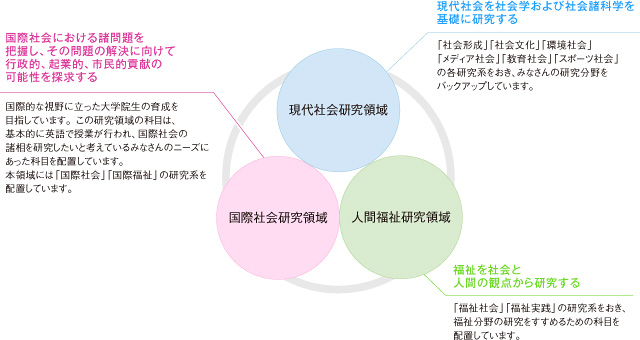 現代社会を社会学および社会諸科学を
基礎に研究する
「社会形成」「社会文化」「環境社会」
「メディア社会」「教育社会」「スポーツ社会」
の各研究系をおき、みなさんの研究分野を
バックアップしています。
国際社会における諸問題を
把握し、その問題の解決に向けて
行政的、起業的、市民的貢献の
可能性を探求する
国際的な視野に立った大学院生の育成を
目指しています。この研究領域の科目は、
基本的に英語で授業が行われ、国際社会の
諸相を研究したいと考えているみなさんのニーズに
あった科目を配置しています。
本領域には「国際社会」「国際福祉」の研究系を
配置しています。
現代社会研究領域
国際社会研究領域
人間福祉研究領域
福祉を社会と
人間の観点から研究する
「福祉社会」「福祉実践」の研究系をおき、
福祉分野の研究をすすめるための科目を
配置しています。